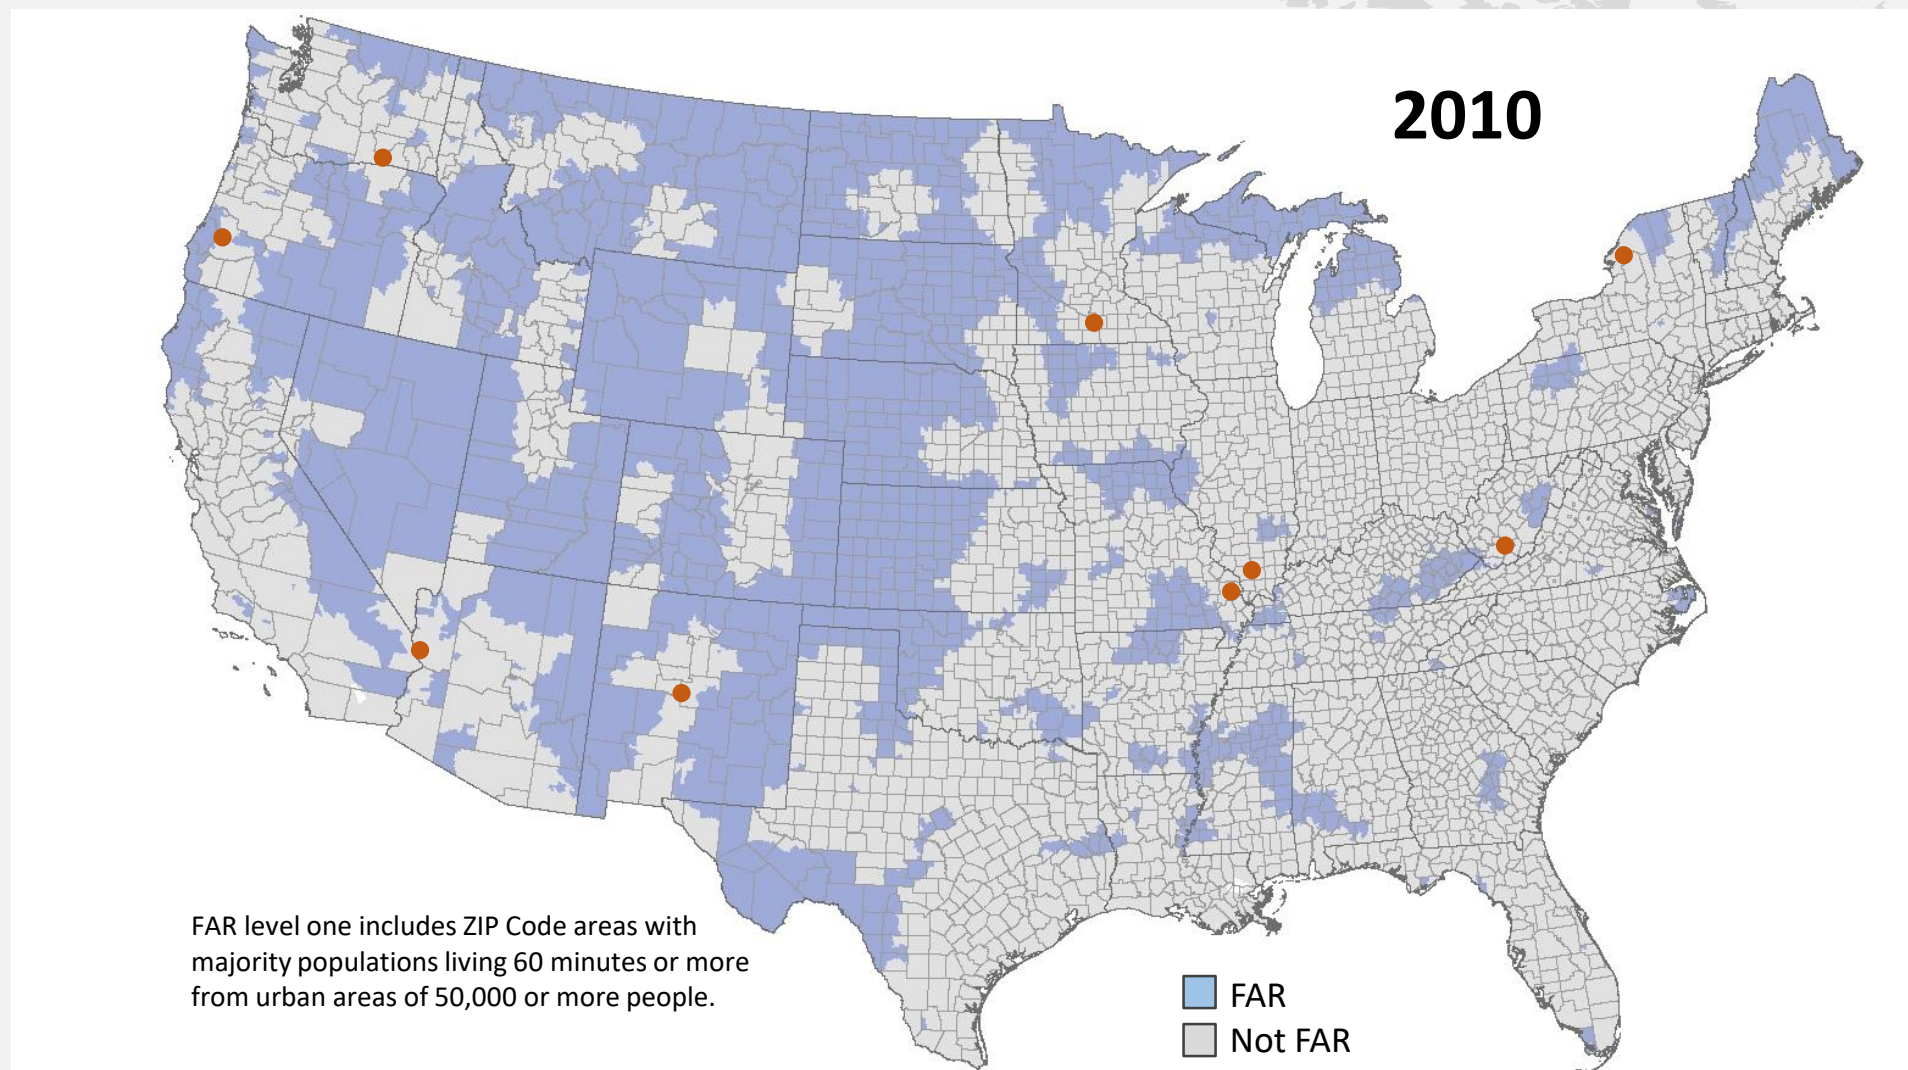 2010
FAR level one includes ZIP Code areas with
majority populations living 60 minutes or more
from urban areas of 50,000 or more people.
FAR
Not FAR